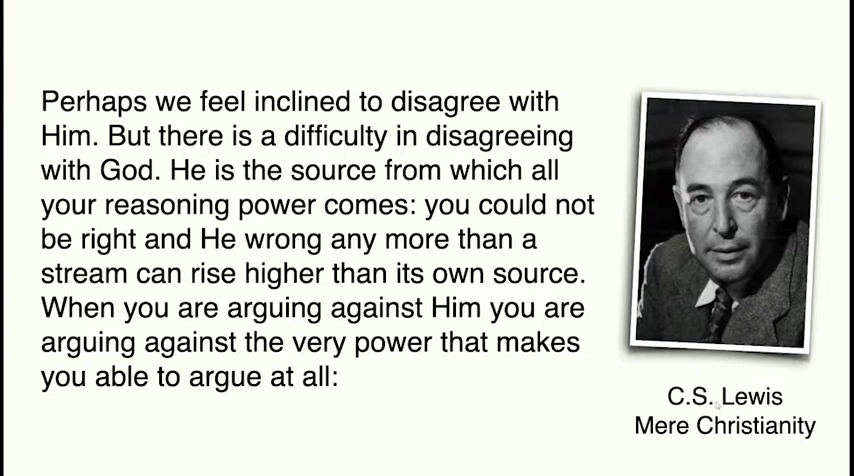 Perhaps we feel inclined to disagree with
Him. But there is a difficulty in disagreeing
with God. He is the source from which all
your reasoning power comes: you could not
be right and He wrong any more than a
stream can rise higher than its own source.
When you are arguing against Him you are
arguing against the very power that makes
you able to argue at all:
C.S. Lewis
Mere Christianity